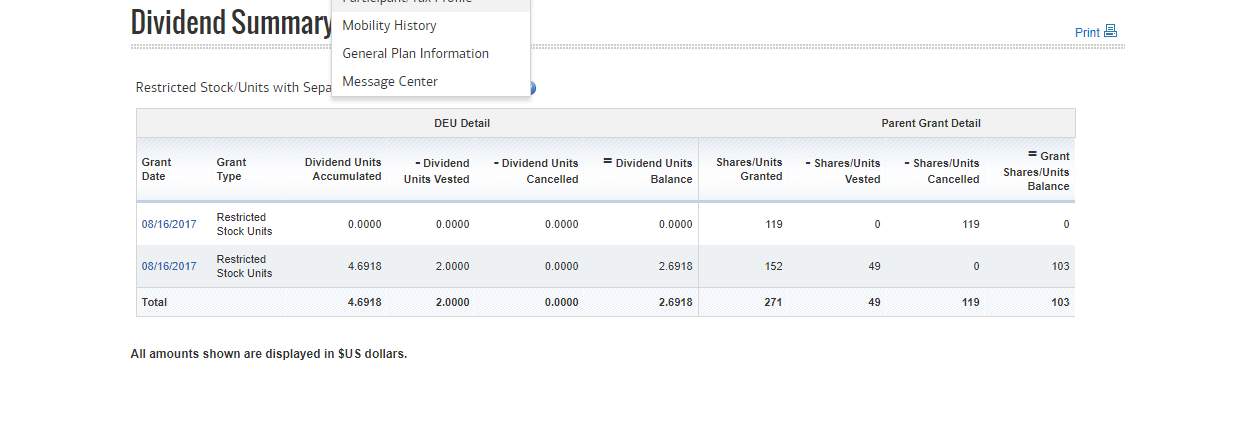 Dividend Summary
Mobility History
General Plan Information
Message Center
Print
Restricted Stock/Units with
DEU Detail Parent Grant Detail
Grant Date Grant Type Dividend Units Accumulated - Dividend Units Vested - Dividend Units Cancelled = Dividend Units Balance Shares/Units Granted - Shares/Units Vested - Shares/Units Cancelled = Grant Shares/Units Balance
08/16/2017 Restricted Stock Units 0.0000 0.0000 0.0000 0.0000 119 0 119 0
08/16/2017 Restricted Stock Units 4.6918 2.0000 0.0000 2.6918 152 49 0 103
Total 4.6918 2.0000 0.0000 2.6918 271 49 119 103
All amounts shown are displayed in $US dollars.